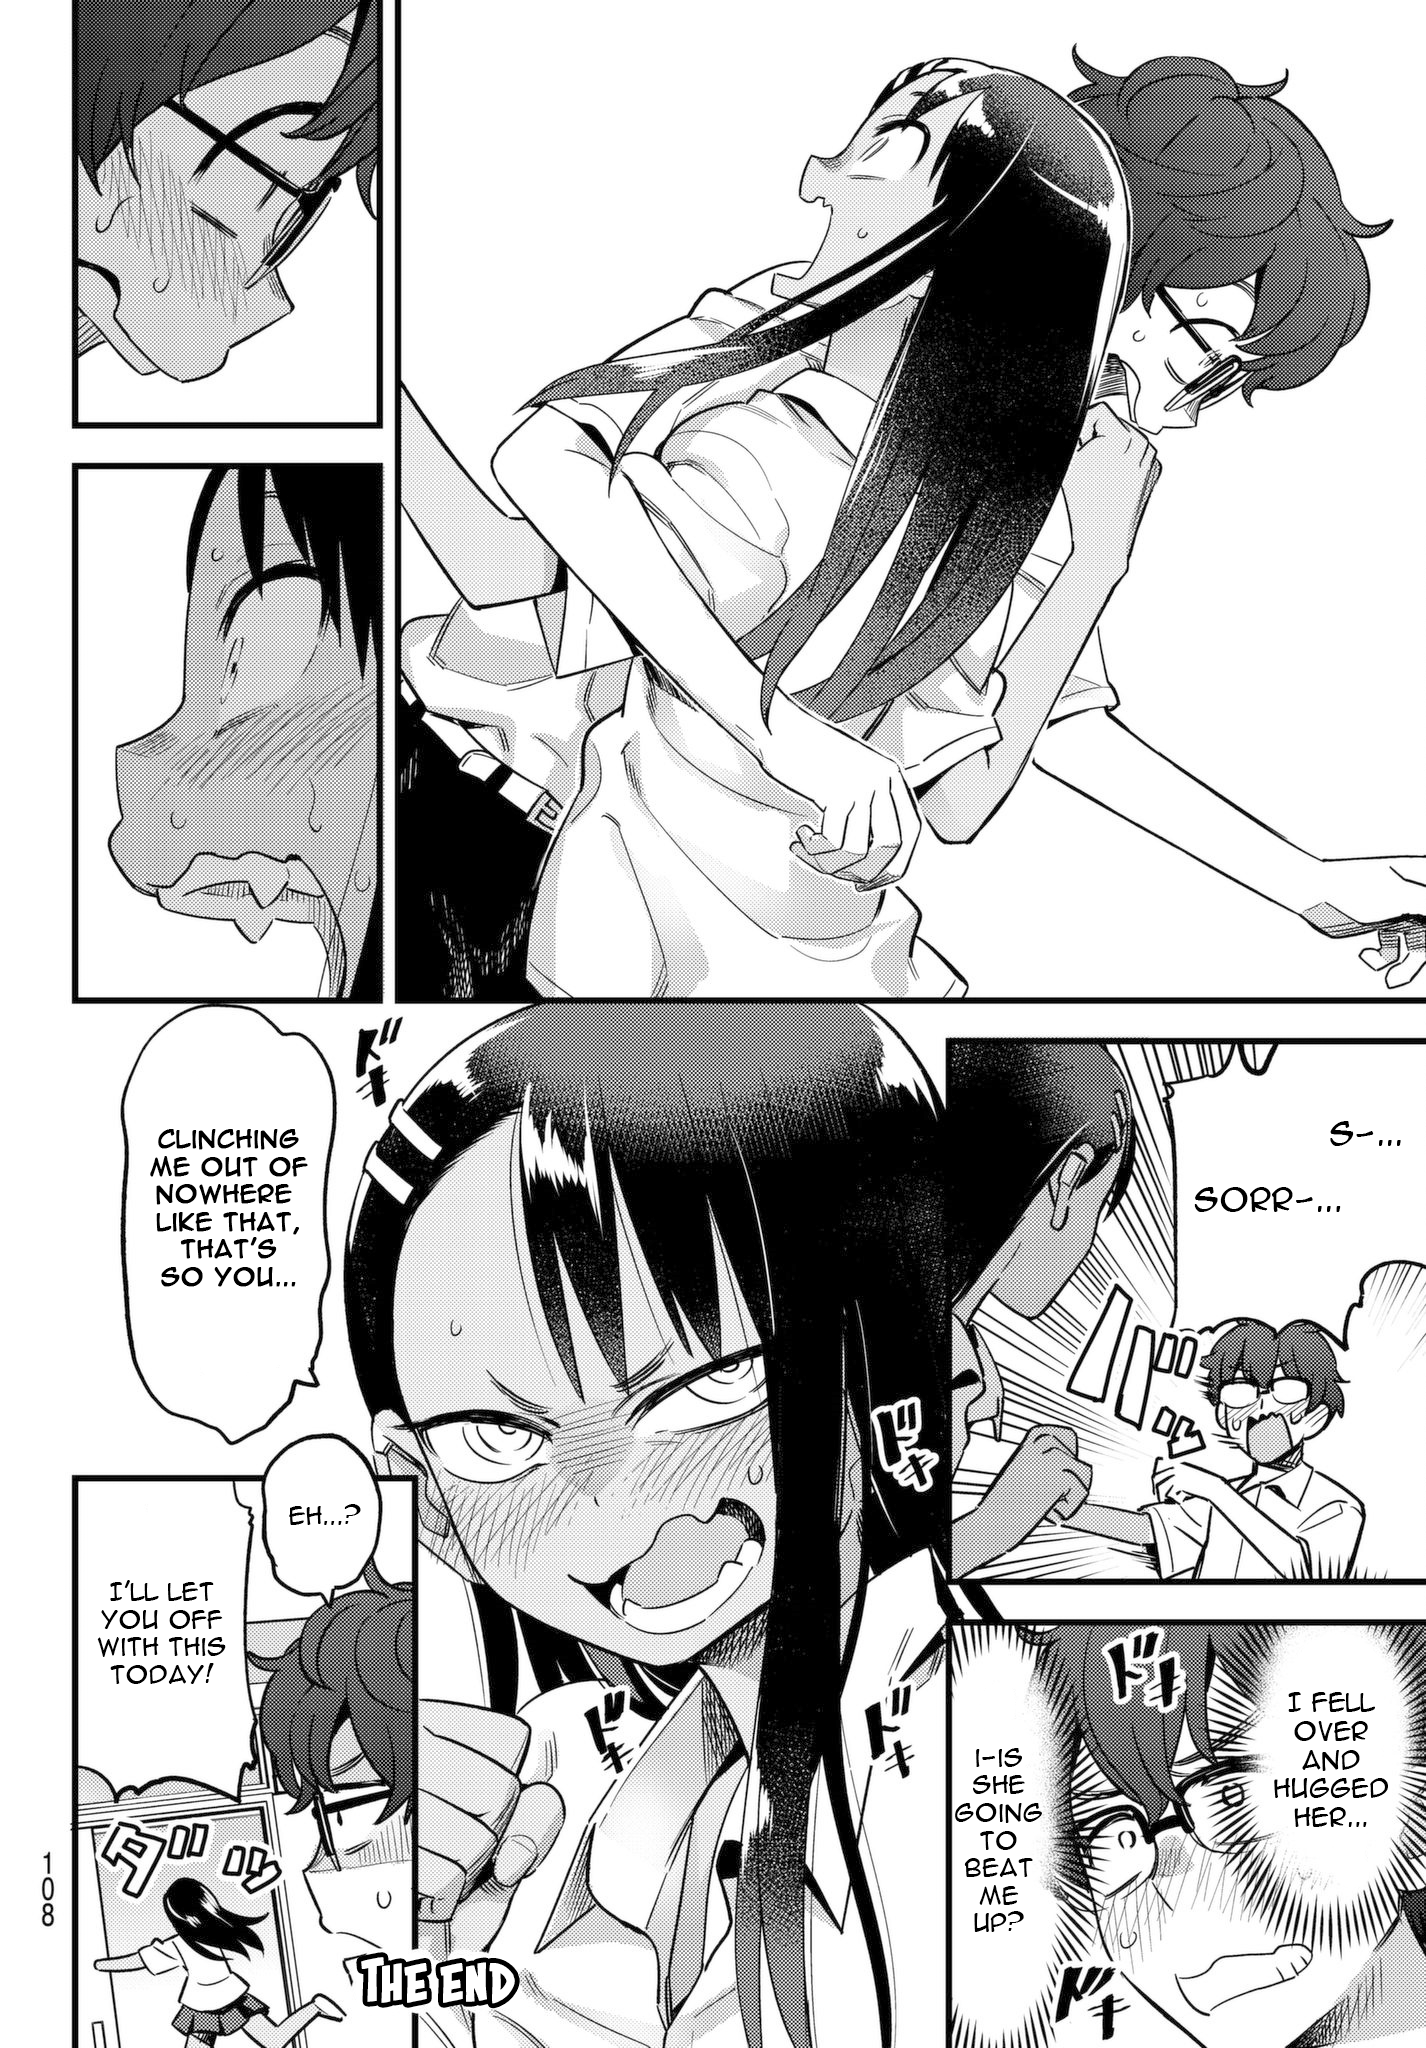 S-...
SORR-...
バッ
ドド
I FELL
OVER
AND
HUGGED
HER...
I-IS
SHE
GOING
TO
BEAT
ME
UP?
ドキ
ドキ
CLINCHING
ME OUT OF
NOWHERE
LIKE THAT,
THAT'S
SO YOU...
ドキ
ドキ
ドキ
EH...?
I'LL LET
YOU OFF
WITH THIS
TODAY!
ダッ
THE END
108